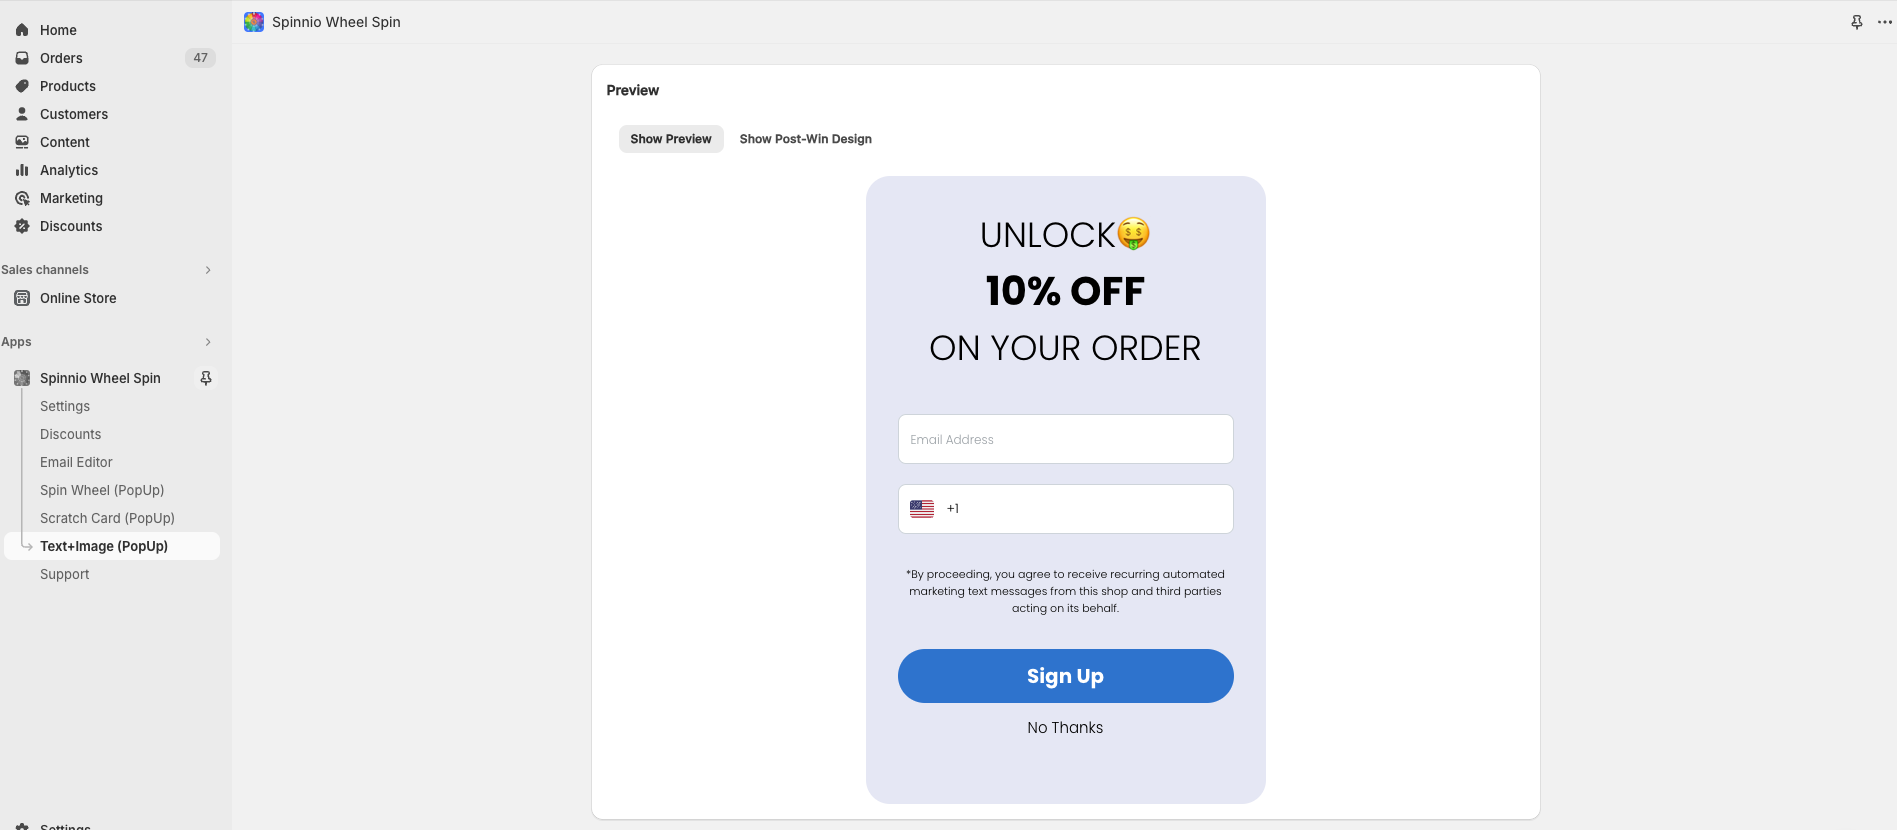 Home
Orders 47
Products
Customers
Content
Analytics
Marketing
Discounts
Sales channels
Online Store
Apps
Spinnio Wheel Spin
Settings
Discounts
Email Editor
Spin Wheel (PopUp)
Scratch Card (PopUp)
Text+Image (PopUp)
Support
Settings
Spinnio Wheel Spin
Preview
Show Preview Show Post-Win Design
UNLOCK🤑
10% OFF
ON YOUR ORDER
Email Address
+1
*By proceeding, you agree to receive recurring automated
marketing text messages from this shop and third parties
acting on its behalf.
Sign Up
No Thanks